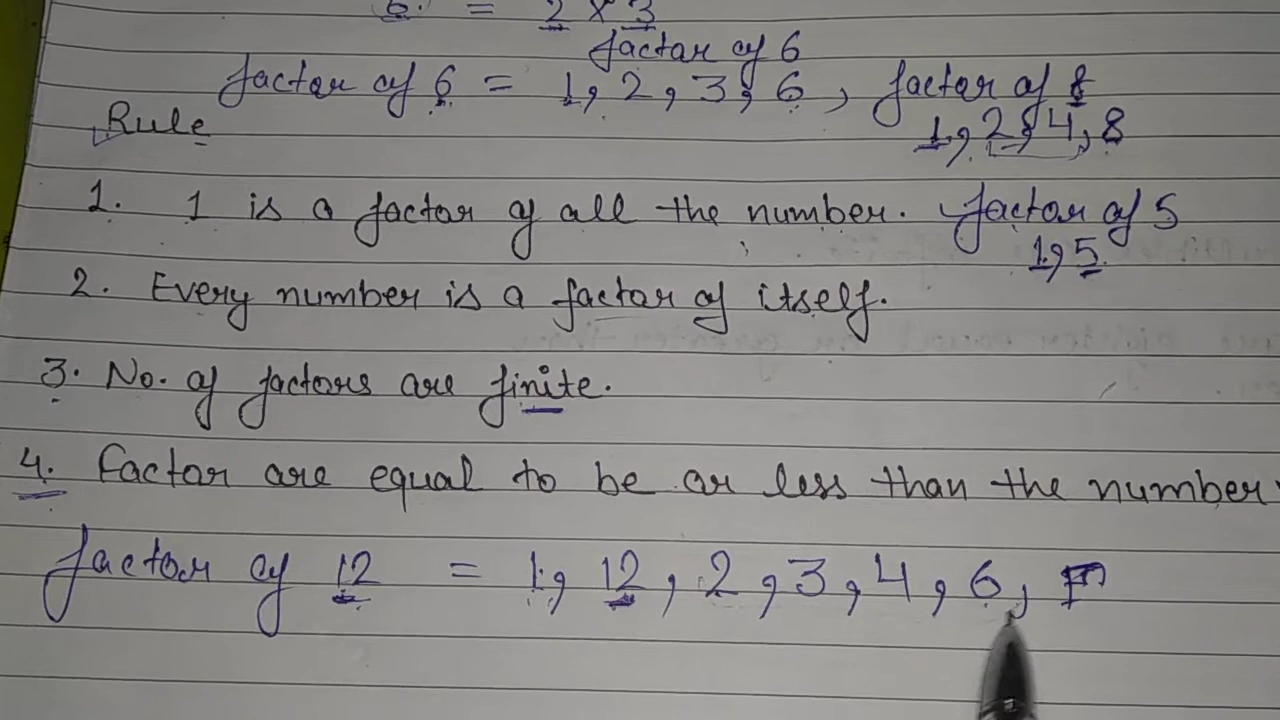 6. = 2 x 3
factor of 6
factor of 6 = 1, 2, 3, 6, factor of 8
1, 2, 4, 8
Rule
1. 1 is a factor of all the number. factor of 5
1, 5
2. Every number is a factor of itself.
3. No. of factors are finite.
4. Factor are equal to be or less than the number.
factor of 12 = 1, 12, 2, 3, 4, 6,